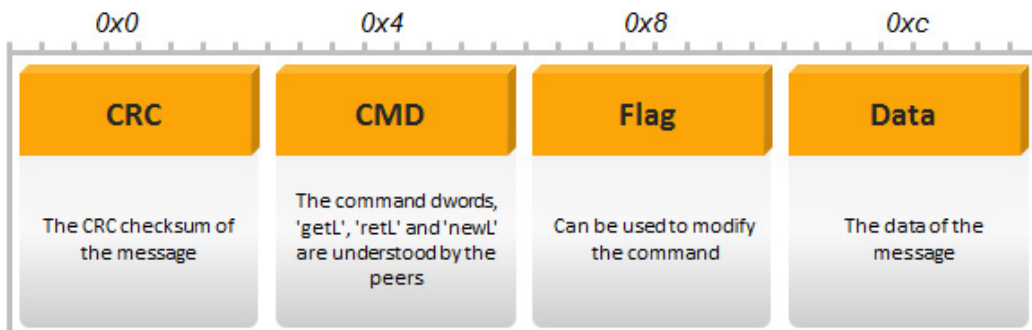 0x0 0x4 0x8 0xc
CRC CMD Flag Data
The CRC checksum of
the message
The command dwords,
'getL', 'retL' and 'newL'
are understood by the
peers
Can be used to modify
the command
The data of the
message